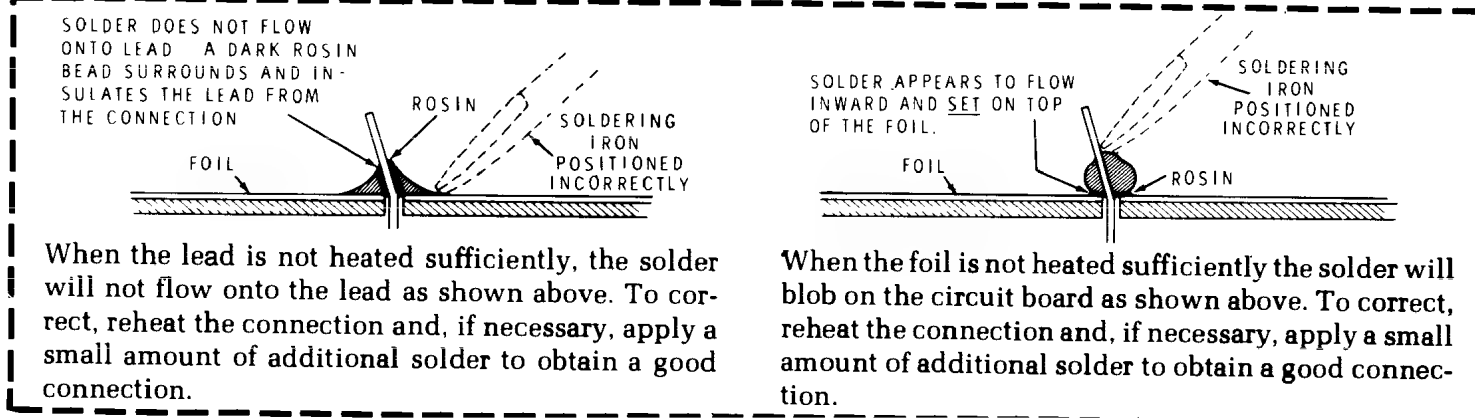 SOLDER DOES NOT FLOW
ONTO LEAD A DARK ROSIN
BEAD SURROUNDS AND IN-
SULATES THE LEAD FROM
THE CONNECTION
ROSIN
SOLDERING
IRON
POSITIONED
INCORRECTLY
FOIL
When the lead is not heated sufficiently, the solder
will not flow onto the lead as shown above. To cor-
rect, reheat the connection and, if necessary, apply a
small amount of additional solder to obtain a good
connection.
SOLDER APPEARS TO FLOW
INWARD AND SET ON TOP
OF THE FOIL.
SOLDERING
IRON
POSITIONED
INCORRECTLY
FOIL
ROSIN
When the foil is not heated sufficiently the solder will
blob on the circuit board as shown above. To correct,
reheat the connection and, if necessary, apply a small
amount of additional solder to obtain a good connec-
tion.